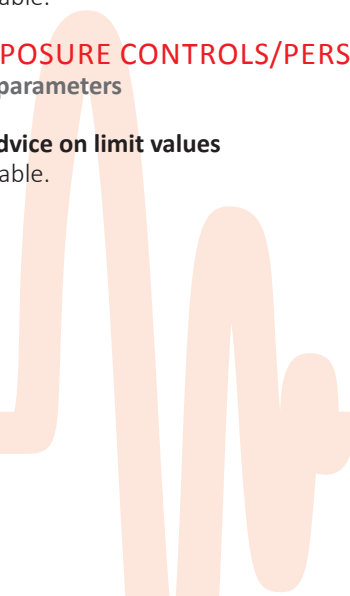 able.
POSURE CONTROLS/PERS
parameters
dvice on limit values
able.